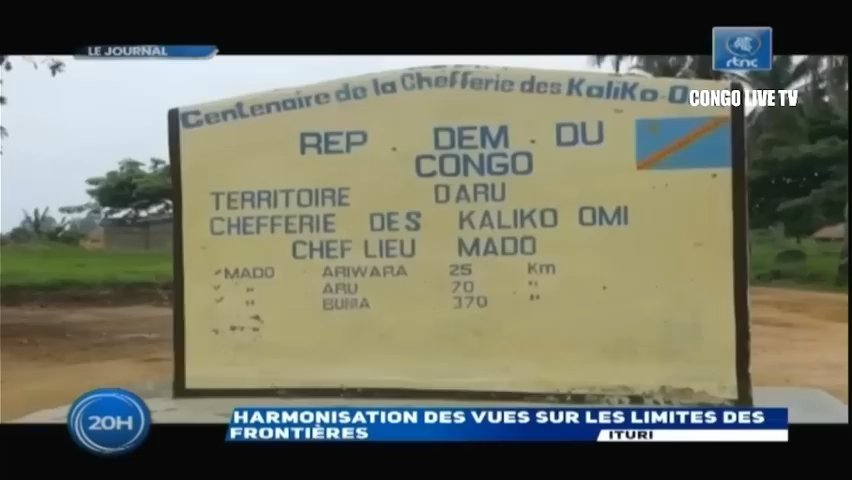 LE JOURNAL
rtnc
CONGO LIVE TV
Centenaire de la Chefferie des KaliKo-O
REP . DEM . DU
CONGO
TERRITOIRE DARU
CHEFFERIE DES KALIKO OMI
CHEF LIEU MADO
MADO ARIWARA 25 Km
" ARU 70 "
" BUNIA 370 "
20H
HARMONISATION DES VUES SUR LES LIMITES DES
FRONTIÈRES
ITURI